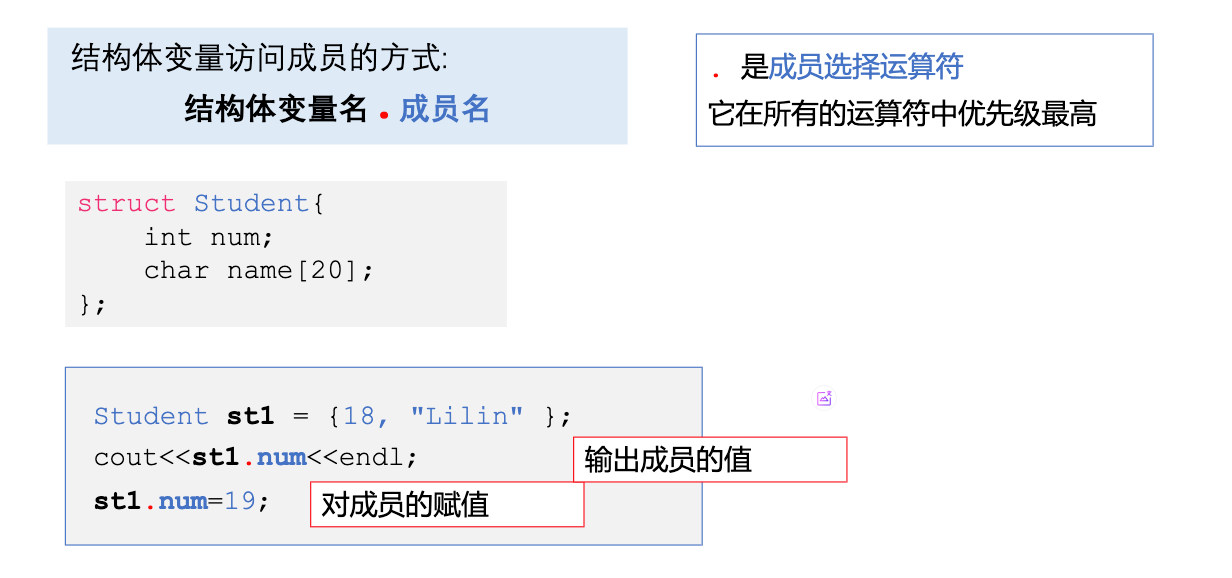 结构体变量访问成员的方式:
结构体变量名.成员名
. 是成员选择运算符
它在所有的运算符中优先级最高
struct Student{
    int num;
    char name[20];
};
Student st1 = {18, "Lilin" };
cout<<st1.num<<endl;
输出成员的值
st1.num=19;
对成员的赋值